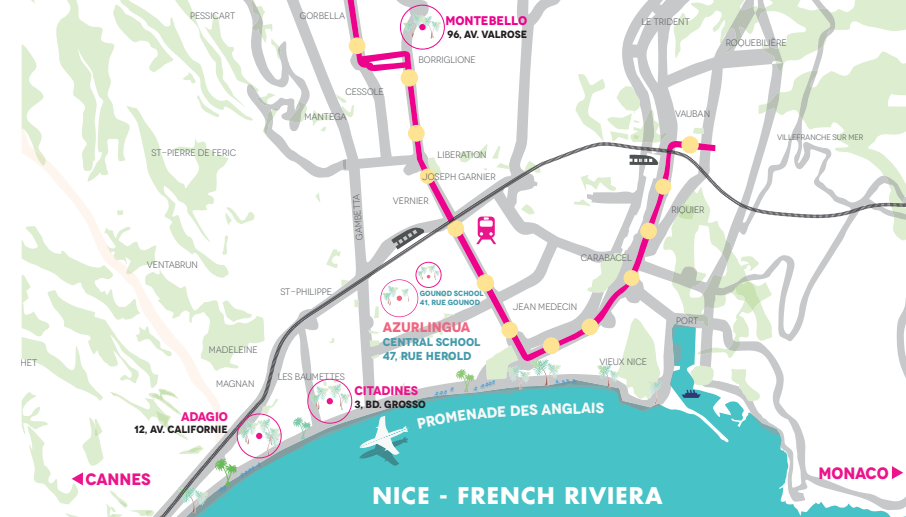 PESSICART
GORBELLA
MONTEBELLO
96, AV. VALROSE
LE TRIDENT
ROQUEBILIÈRE
BORRIGLIONE
CESSOLE
MANTEGA
VAUBAN
VILLEFRANCHE SUR MER
ST-PIERRE DE FERIC
LIBERATION
JOSEPH GARNIER
VERNIER
GAMBETTA
RIQUIER
CARABACEL
VENTABRUN
ST-PHILIPPE
GOUNOD SCHOOL
41, RUE GOUNOD
JEAN MEDECIN
PORT
AZURLINGUA
CENTRAL SCHOOL
47, RUE HEROLD
MADELEINE
HET
VIEUX NICE
MAGNAN
LES BAUMETTES
CITADINES
3, BD. GROSSO
ADAGIO
12, AV. CALIFORNIE
PROMENADE DES ANGLAIS
CANNES
MONACO
NICE - FRENCH RIVIERA